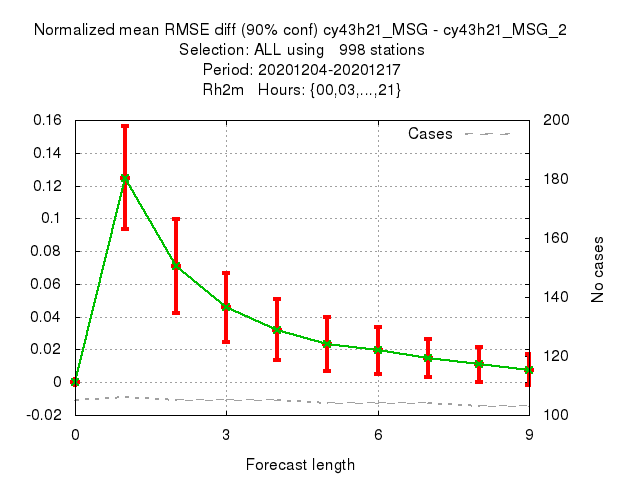 Normalized mean RMSE diff (90% conf) cy43h21_MSG - cy43h21_MSG_2
Selection: ALL using 998 stations
Period: 20201204-20201217
Rh2m Hours: {00,03,...,21}
Cases
0.16
0.14
0.12
0.1
0.08
0.06
0.04
0.02
0
-0.02
200
180
160
140
120
100
No cases
0 3 6 9
Forecast length